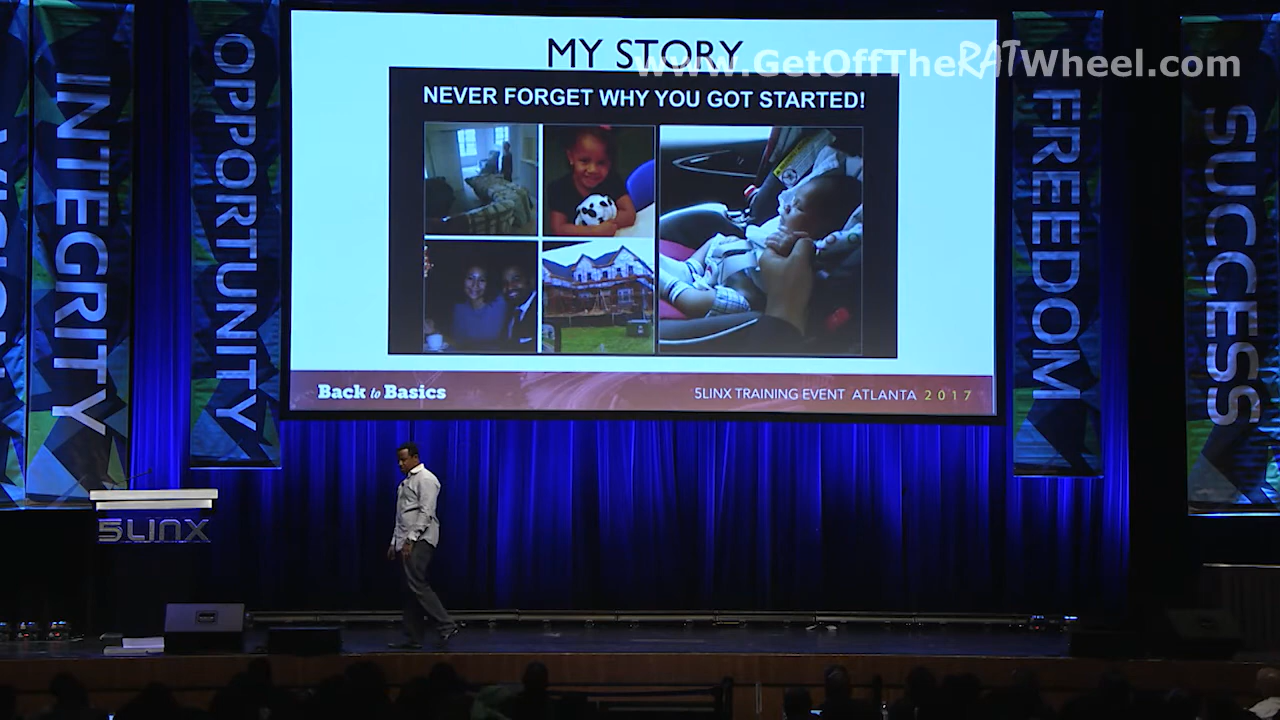 MY STORY
www.GetOffTheRATWheel.com
NEVER FORGET WHY YOU GOT STARTED!
Back to Basics
5LINX TRAINING EVENT ATLANTA 2017
VISION
INTEGRITY
OPPORTUNITY
FREEDOM
SUCCESS
5LINX